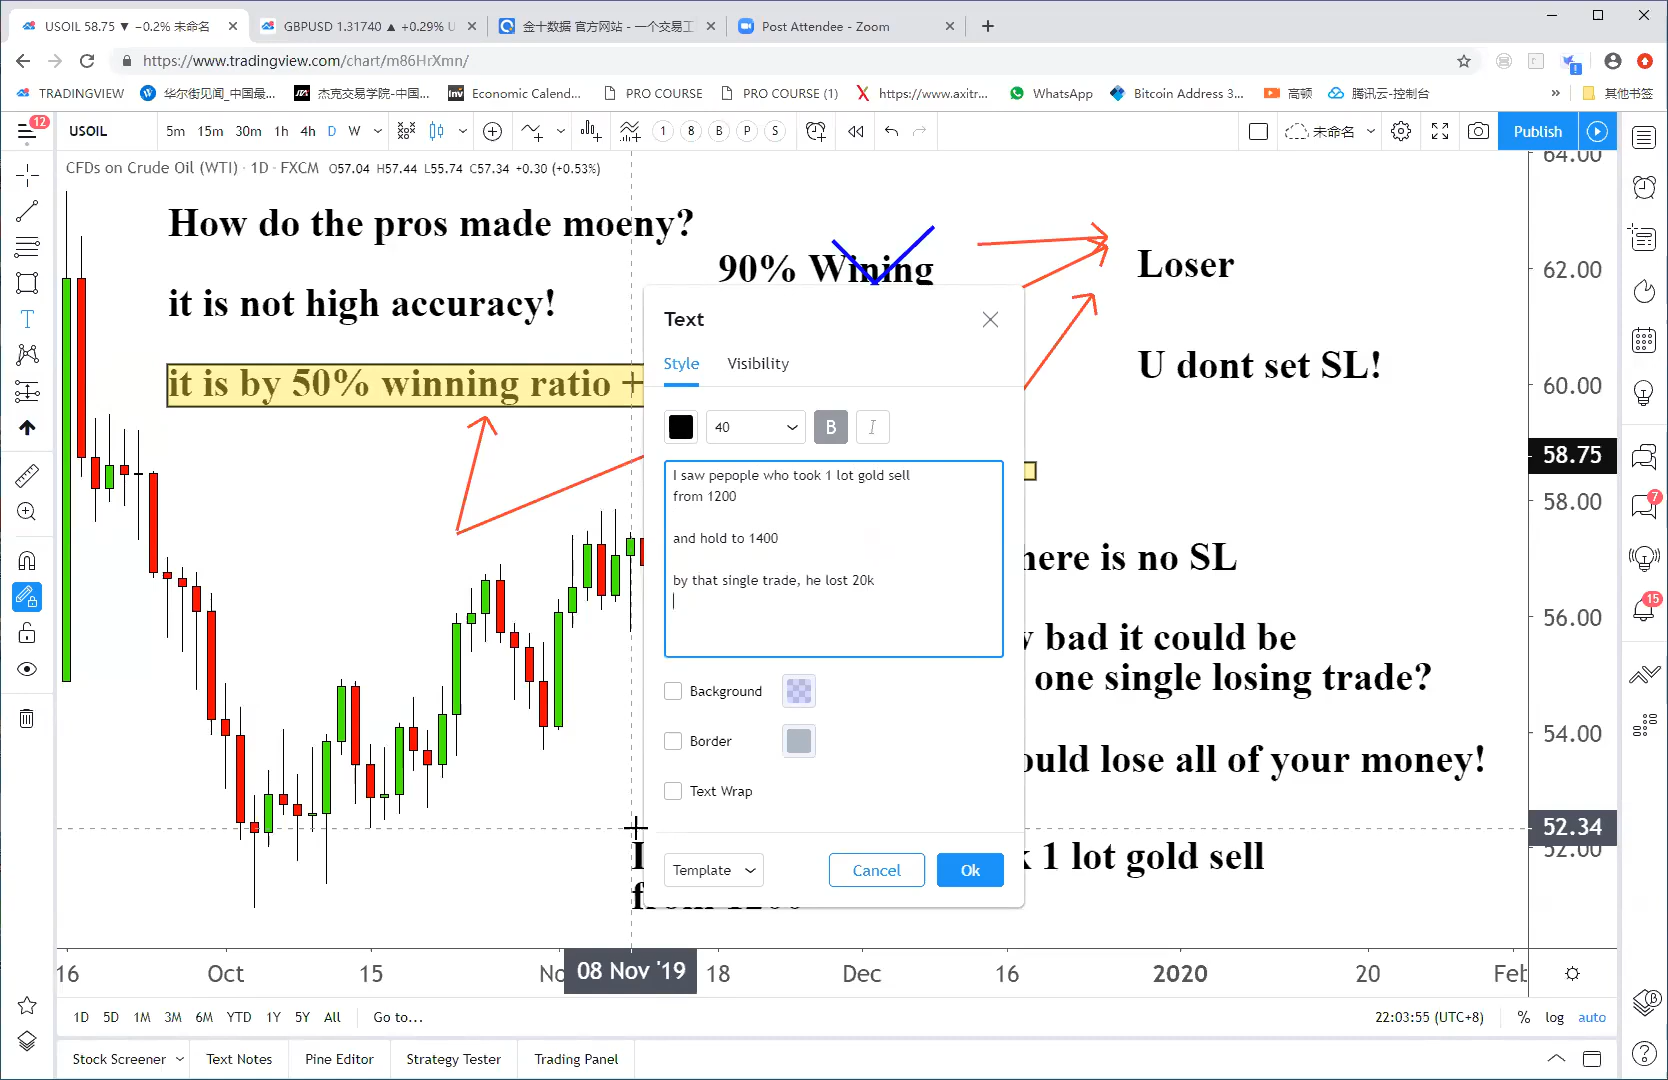 USOIL 58.75 ▼ −0.2% 未命名
GBPUSD 1.31740 ▲ +0.29% U
金十数据 官方网站 - 一个交易工
Post Attendee - Zoom
https://www.tradingview.com/chart/m86HrXmn/
TRADINGVIEW
华尔街见闻_中国最...
杰克交易学院-中国...
Economic Calend...
PRO COURSE
PRO COURSE (1)
https://www.axitr...
WhatsApp
Bitcoin Address 3...
高顿
腾讯云-控制台
»
其他书签
12
USOIL
5m 15m 30m 1h 4h D W
1 8 B P S
未命名
Publish
CFDs on Crude Oil (WTI) · 1D · FXCM O57.04 H57.44 L55.74 C57.34 +0.30 (+0.53%)
How do the pros made moeny?
90% Wining
Loser
it is not high accuracy!
U dont set SL!
it is by 50% winning ratio +
Text
Style Visibility
40
B I
I saw pepople who took 1 lot gold sell
from 1200
and hold to 1400
by that single trade, he lost 20k
Background
Border
Text Wrap
Template
Cancel
Ok
here is no SL
bad it could be
one single losing trade?
ould lose all of your money!
I
k 1 lot gold sell
64.00
62.00
60.00
58.75
58.00
56.00
54.00
52.34
52.00
7
15
16 Oct 15 No 08 Nov '19 18 Dec 16 2020 20 Feb
1D 5D 1M 3M 6M YTD 1Y 5Y All Go to...
22:03:55 (UTC+8) % log auto
Stock Screener Text Notes Pine Editor Strategy Tester Trading Panel